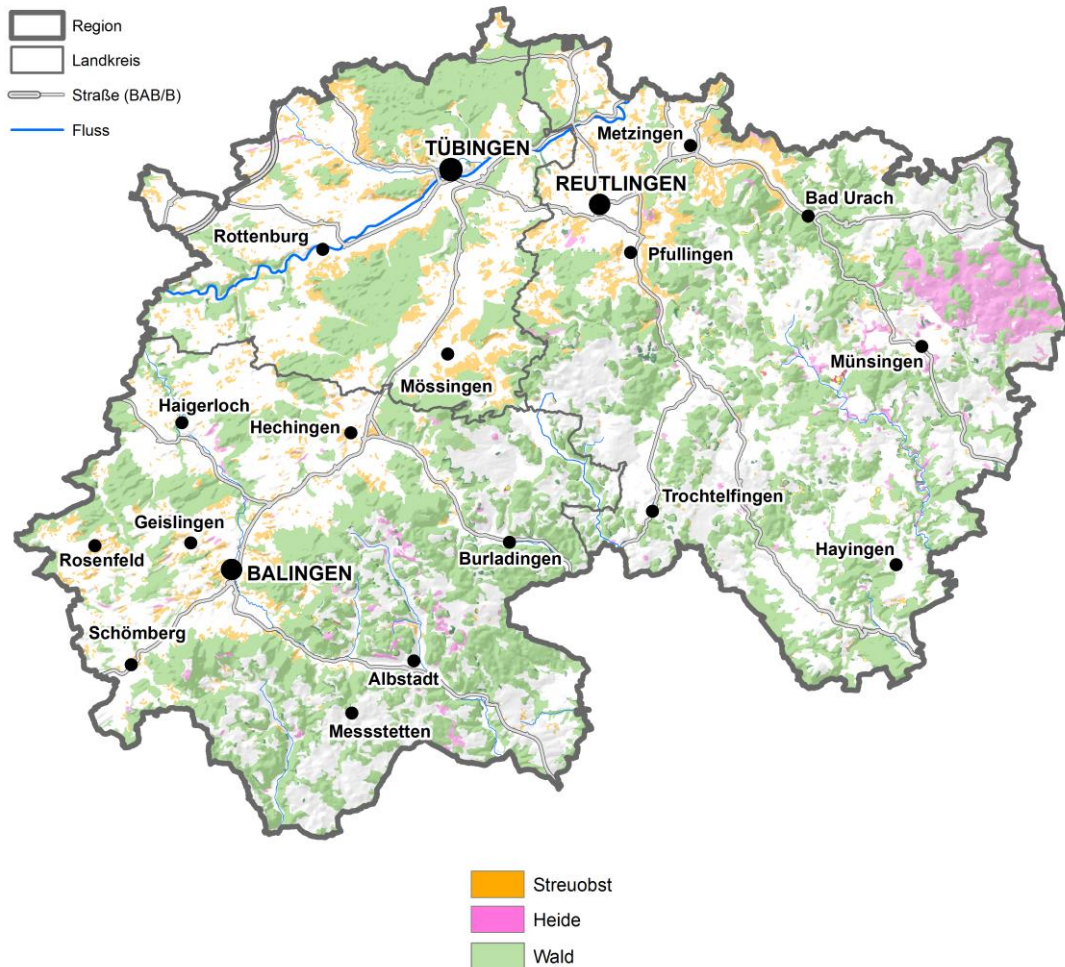 Region
Landkreis
Straße (BAB/B)
Fluss
Metzingen
TÜBINGEN
REUTLINGEN
Bad Urach
Rottenburg
Pfullingen
Münsingen
Mössingen
Haigerloch
Hechingen
Trochtelfingen
Geislingen
Rosenfeld
Burladingen
Hayingen
BALINGEN
Schömberg
Albstadt
Messstetten
Streuobst
Heide
Wald